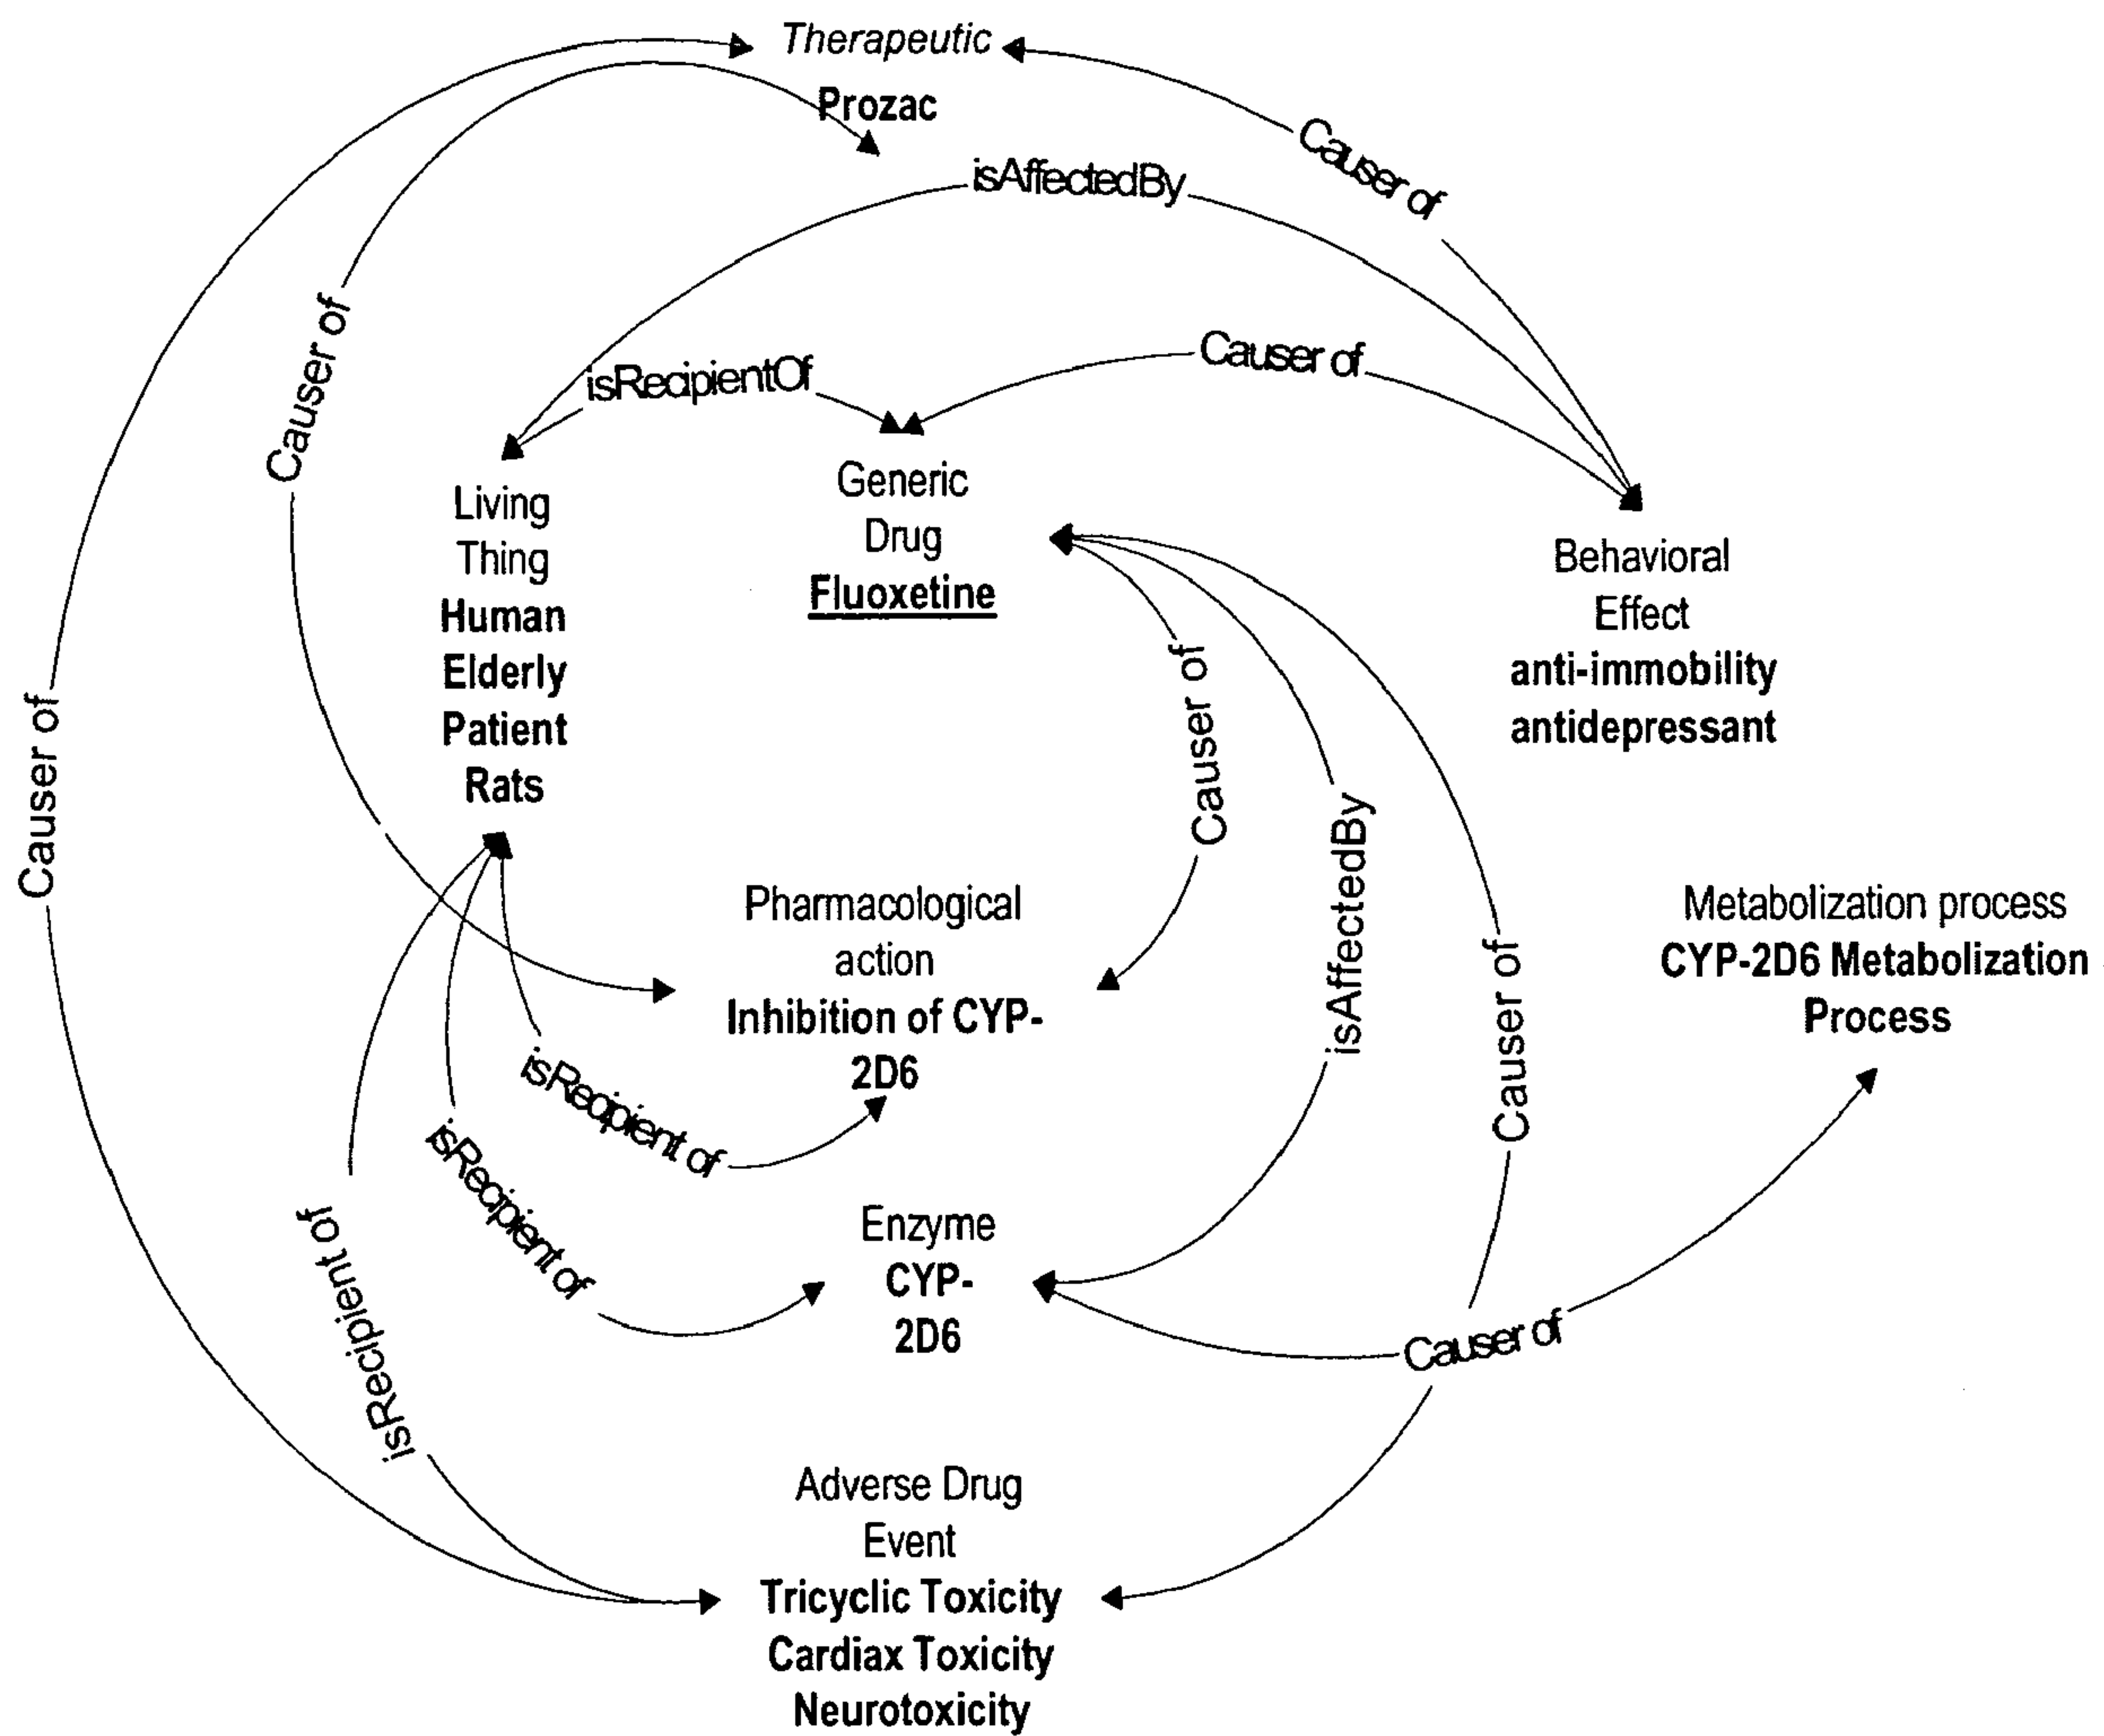 Therapeutic
Prozac
Causer of
isAffectedBy
Causer of
Causer of
isRecipientOf
Living
Thing
Human
Elderly
Patient
Rats
Generic
Drug
Fluoxetine
Behavioral
Effect
anti-immobility
antidepressant
Causer of
Causer of
isAffectedBy
Causer of
Pharmacological
action
Inhibition of CYP-
2D6
Metabolization process
CYP-2D6 Metabolization
Process
isRecipient of
isRecipient of
isRecipient of
Enzyme
CYP-
2D6
Causer of
Adverse Drug
Event
Tricyclic Toxicity
Cardiax Toxicity
Neurotoxicity